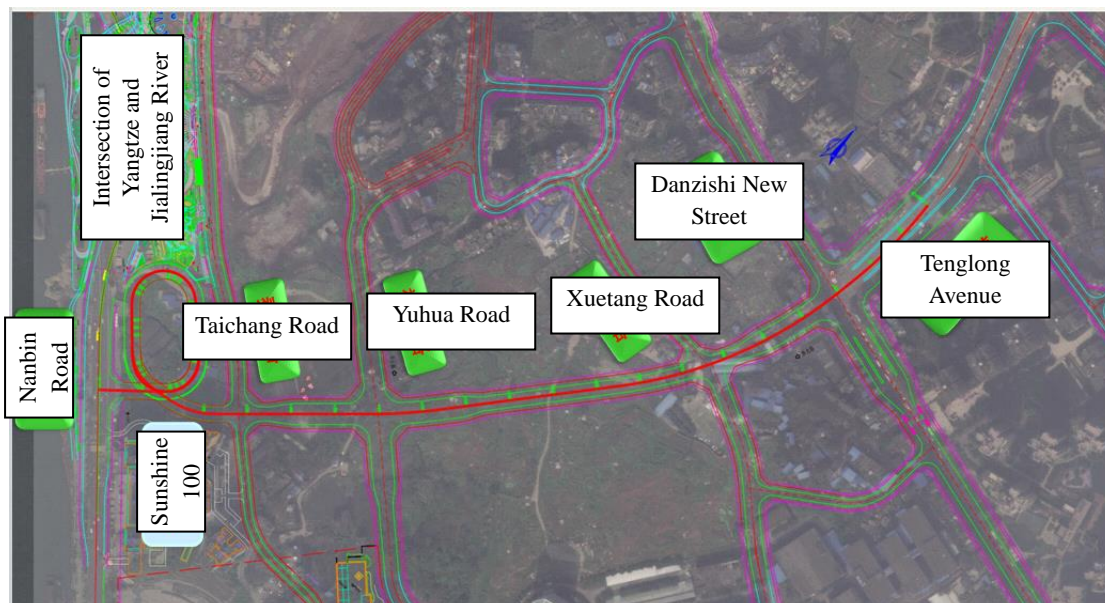 Intersection of
Yangtze and
Jialingjiang River
Nanbin
Road
Sunshine
100
Taichang Road
Yuhua Road
Xuetang Road
Danzishi New
Street
Tenglong
Avenue